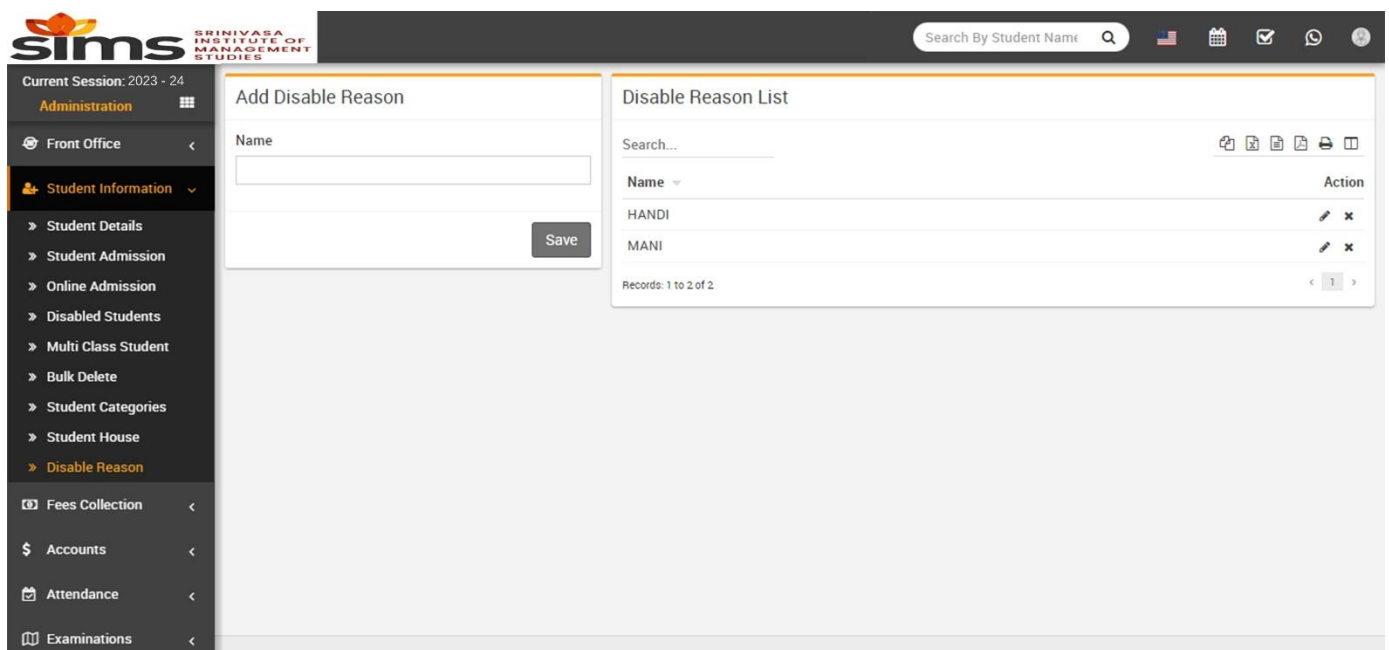 sims
SRINIVASA
INSTITUTE OF
MANAGEMENT
STUDIES
Search By Student Name
Current Session: 2023 - 24
Administration
Front Office
Student Information
Student Details
Student Admission
Online Admission
Disabled Students
Multi Class Student
Bulk Delete
Student Categories
Student House
Disable Reason
Fees Collection
$ Accounts
Attendance
Examinations
Add Disable Reason
Name
Save
Disable Reason List
Search...
Name Action
HANDI
MANI
Records: 1 to 2 of 2
< 1 >